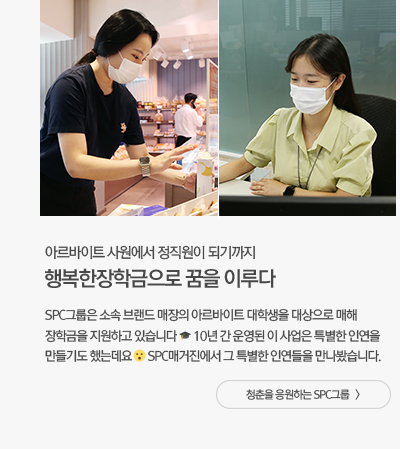 아르바이트 사원에서 정직원이 되기까지
행복한장학금으로 꿈을 이루다
SPC그룹은 소속 브랜드 매장의 아르바이트 대학생을 대상으로 매해
장학금을 지원하고 있습니다 🎓 10년 간 운영된 이 사업은 특별한 인연을
만들기도 했는데요 😮 SPC매거진에서 그 특별한 인연들을 만나봤습니다.
청춘을 응원하는 SPC그룹 〉